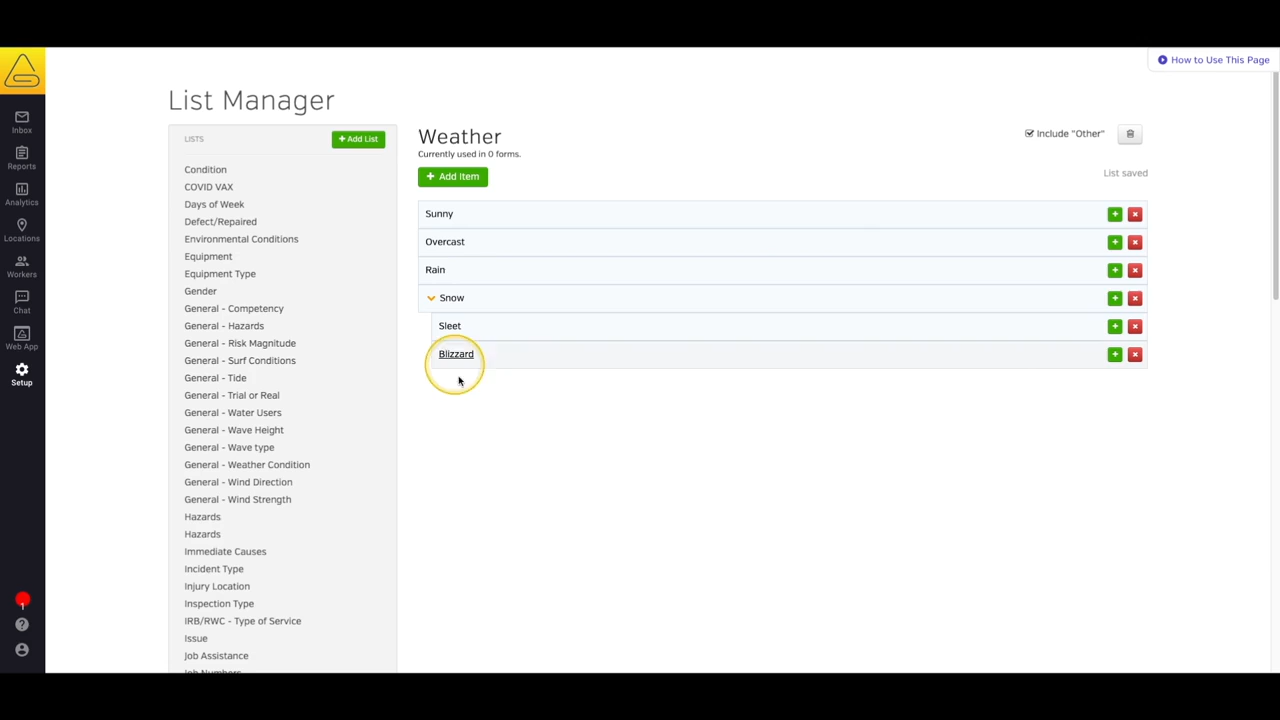 How to Use This Page
List Manager
Inbox
Reports
Analytics
Locations
Workers
Chat
Web App
Setup
1
LISTS
+ Add List
Condition
COVID VAX
Days of Week
Defect/Repaired
Environmental Conditions
Equipment
Equipment Type
Gender
General - Competency
General - Hazards
General - Risk Magnitude
General - Surf Conditions
General - Tide
General - Trial or Real
General - Water Users
General - Wave Height
General - Wave type
General - Weather Condition
General - Wind Direction
General - Wind Strength
Hazards
Hazards
Immediate Causes
Incident Type
Injury Location
Inspection Type
IRB/RWC - Type of Service
Issue
Job Assistance
Job Numbers
Weather
Currently used in 0 forms.
Include "Other"
+ Add Item
List saved
Sunny
Overcast
Rain
Snow
Sleet
Blizzard